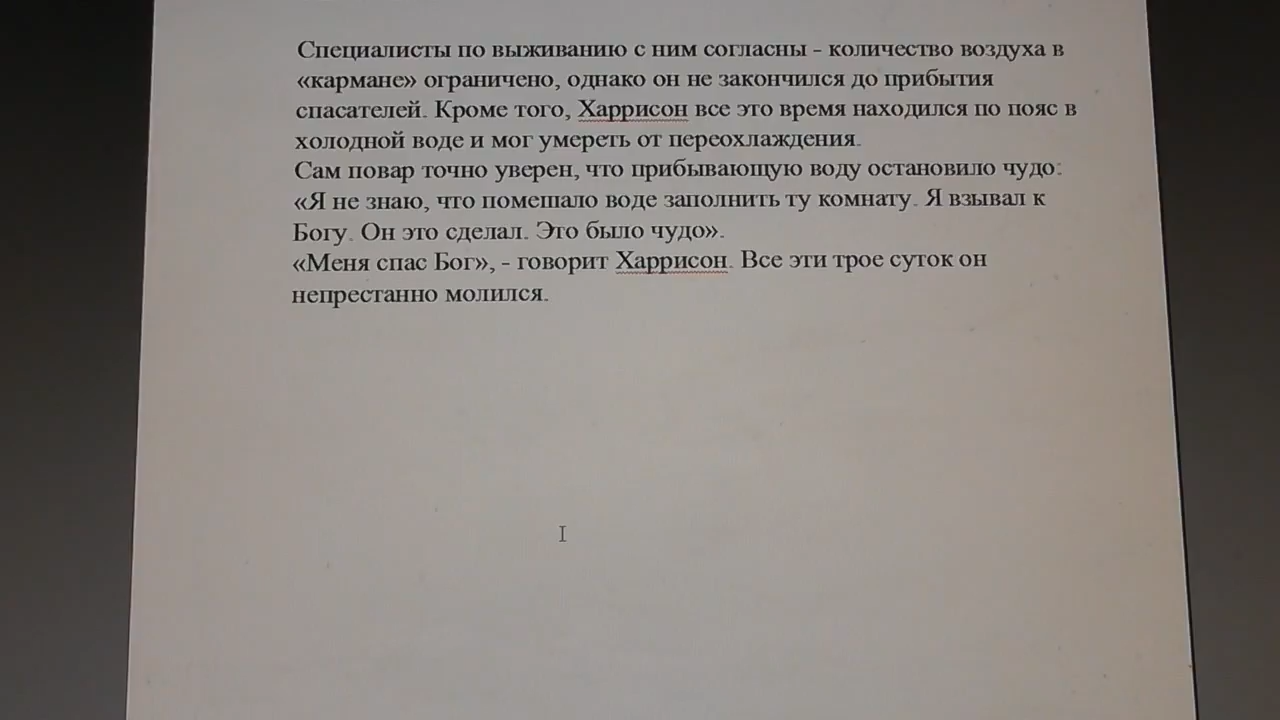 Специалисты по выживанию с ним согласны - количество воздуха в
«кармане» ограничено, однако он не закончился до прибытия
спасателей. Кроме того, Харрисон все это время находился по пояс в
холодной воде и мог умереть от переохлаждения.
Сам повар точно уверен, что прибывающую воду остановило чудо:
«Я не знаю, что помешало воде заполнить ту комнату. Я взывал к
Богу. Он это сделал. Это было чудо».
«Меня спас Бог», - говорит Харрисон. Все эти трое суток он
непрестанно молился.